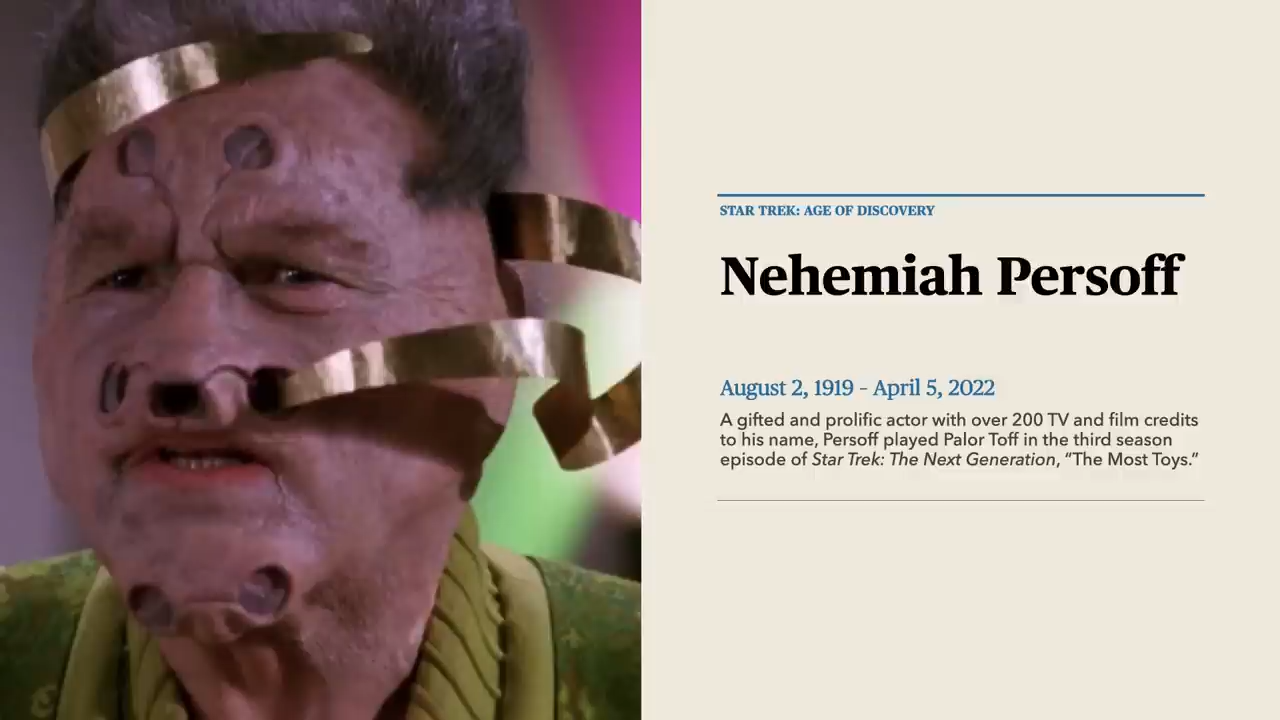 STAR TREK: AGE OF DISCOVERY
Nehemiah Persoff
August 2, 1919 - April 5, 2022
A gifted and prolific actor with over 200 TV and film credits
to his name, Persoff played Palor Toff in the third season
episode of Star Trek: The Next Generation, “The Most Toys.”